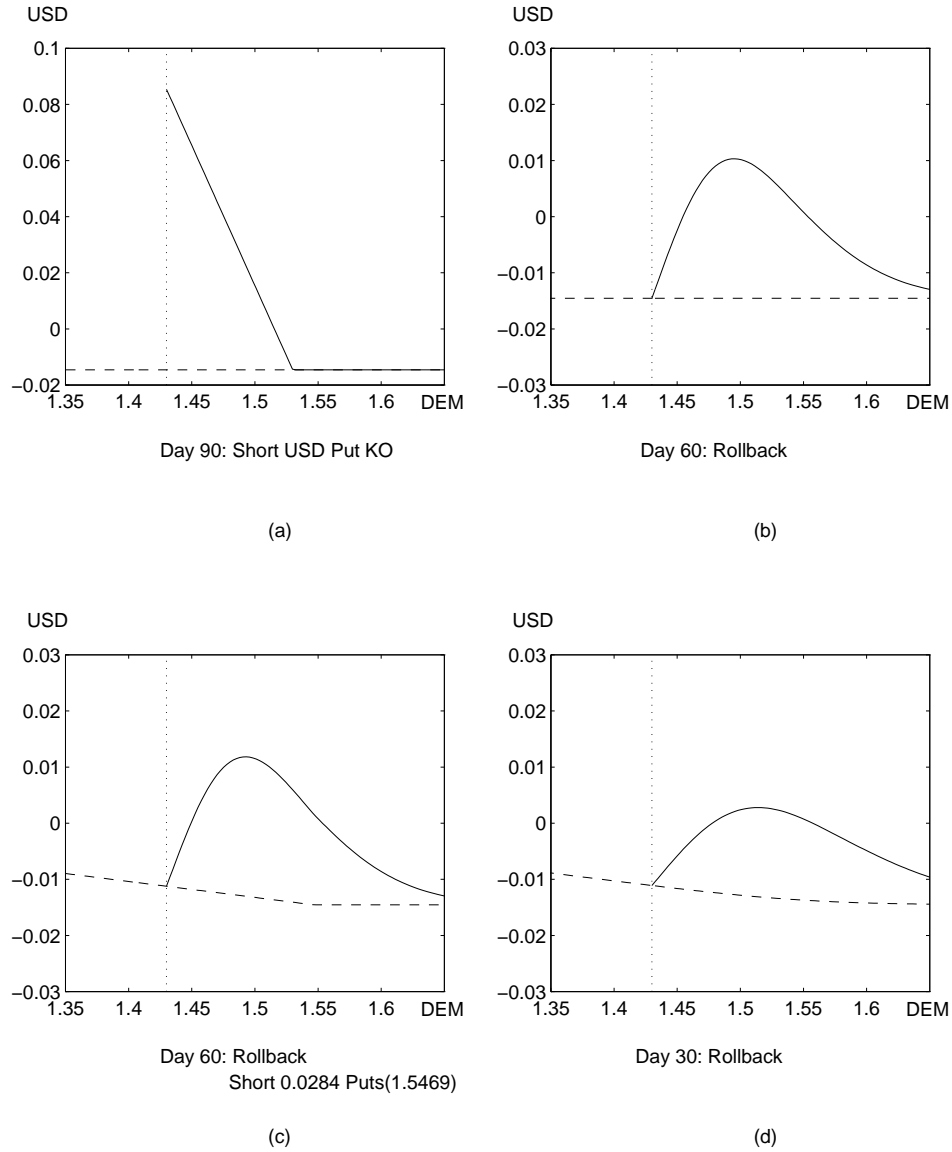 USD
0.1
0.08
0.06
0.04
0.02
0
−0.02
1.35 1.4 1.45 1.5 1.55 1.6 DEM
Day 90: Short USD Put KO
(a)
USD
0.03
0.02
0.01
0
−0.01
−0.02
−0.03
1.35 1.4 1.45 1.5 1.55 1.6 DEM
Day 60: Rollback
(b)
USD
0.03
0.02
0.01
0
−0.01
−0.02
−0.03
1.35 1.4 1.45 1.5 1.55 1.6 DEM
Day 60: Rollback
Short 0.0284 Puts(1.5469)
(c)
0.03
0.02
0.01
0
−0.01
−0.02
−0.03
1.35 1.4 1.45 1.5 1.55 1.6 DEM
Day 30: Rollback
(d)